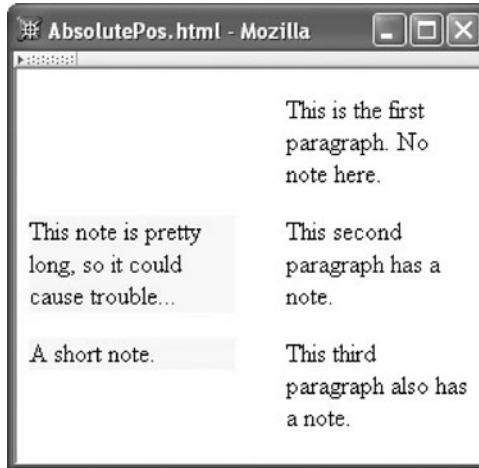 AbsolutePos.html - Mozilla
This is the first
paragraph. No
note here.
This note is pretty
long, so it could
cause trouble...
This second
paragraph has a
note.
A short note.
This third
paragraph also has
a note.